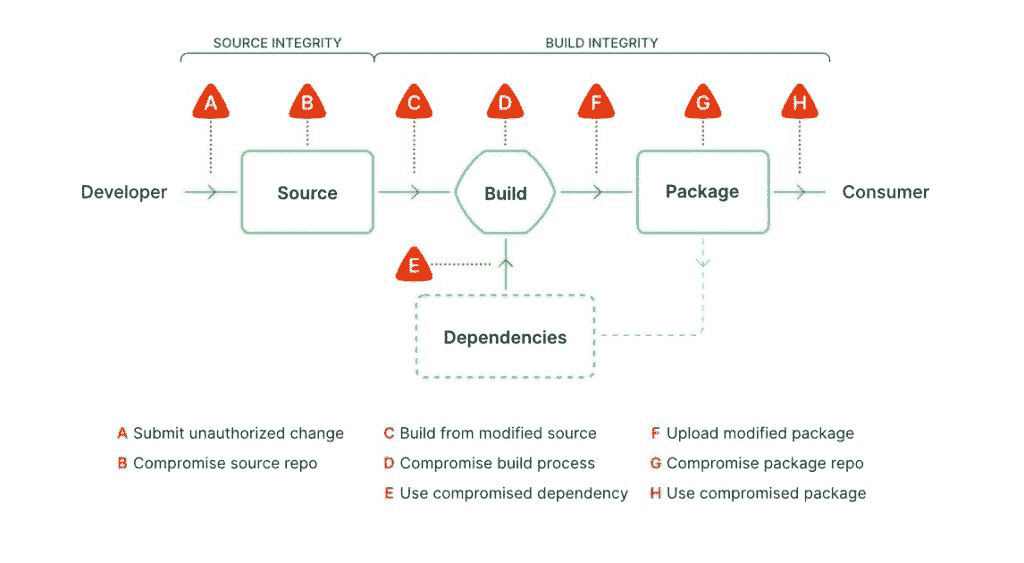 SOURCE INTEGRITY
BUILD INTEGRITY
A
B
C
D
F
G
H
Developer
Source
Build
Package
Consumer
E
Dependencies
A Submit unauthorized change
B Compromise source repo
C Build from modified source
D Compromise build process
E Use compromised dependency
F Upload modified package
G Compromise package repo
H Use compromised package